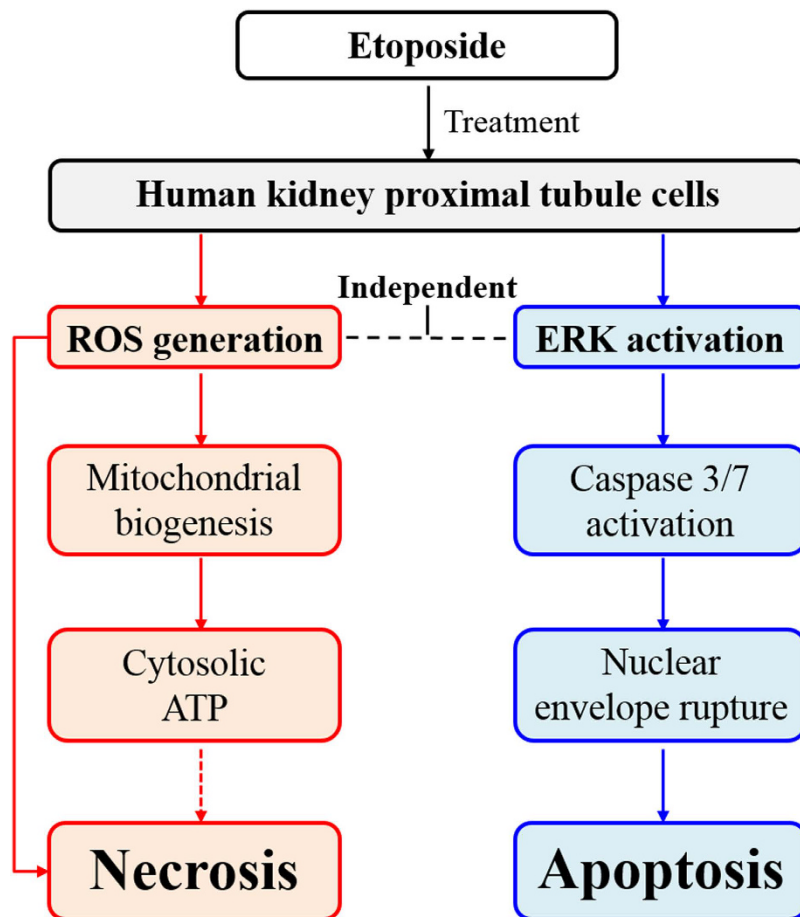 Etoposide
Treatment
Human kidney proximal tubule cells
Independent
ROS generation
ERK activation
Mitochondrial
biogenesis
Caspase 3/7
activation
Cytosolic
ATP
Nuclear
envelope rupture
Necrosis
Apoptosis